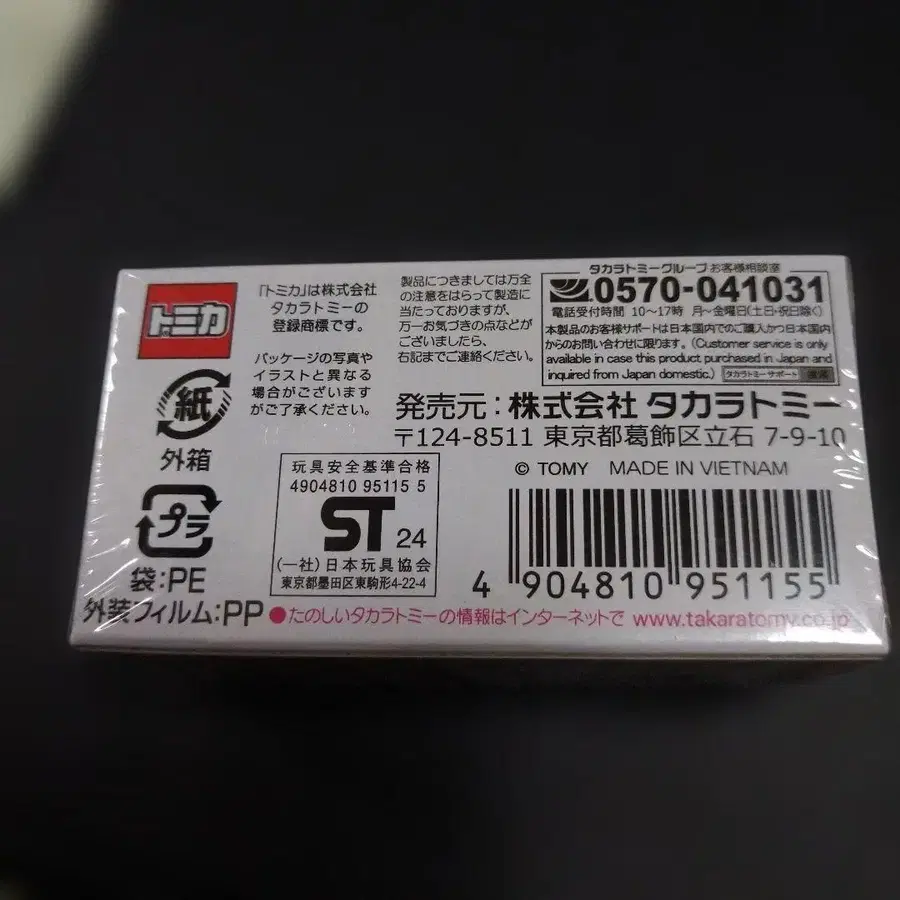 トミカ
「トミカ」は株式会社
タカラトミーの
登録商標です。
パッケージの写真や
イラストと異なる
場合がございます
がご了承ください。
製品につきましては万全
の注意をはらって製造に
当たっておりますが、
万一お気づきの点などが
ございましたら、
右記までご連絡ください。
タカラトミーグループ お客様相談室
0570-041031
電話受付時間 10〜17時 月〜金曜日(土・日・祝日除く)
本製品のお客様サポートは日本国内でのご購入かつ日本国内
からのお問い合わせに限ります。(Customer service is only
available in case this product purchased in Japan and
inquired from Japan domestic.) タカラトミーサポート 検索
発売元:株式会社 タカラトミー
〒124-8511 東京都葛飾区立石 7-9-10
© TOMY MADE IN VIETNAM
紙
外箱
プラ
袋:PE
外装フィルム:PP
玩具安全基準合格
4904810 95115 5
ST 24
(一社)日本玩具協会
東京都墨田区東駒形4-22-4
4 904810 951155
●たのしいタカラトミーの情報はインターネットで www.takaratomy.co.jp